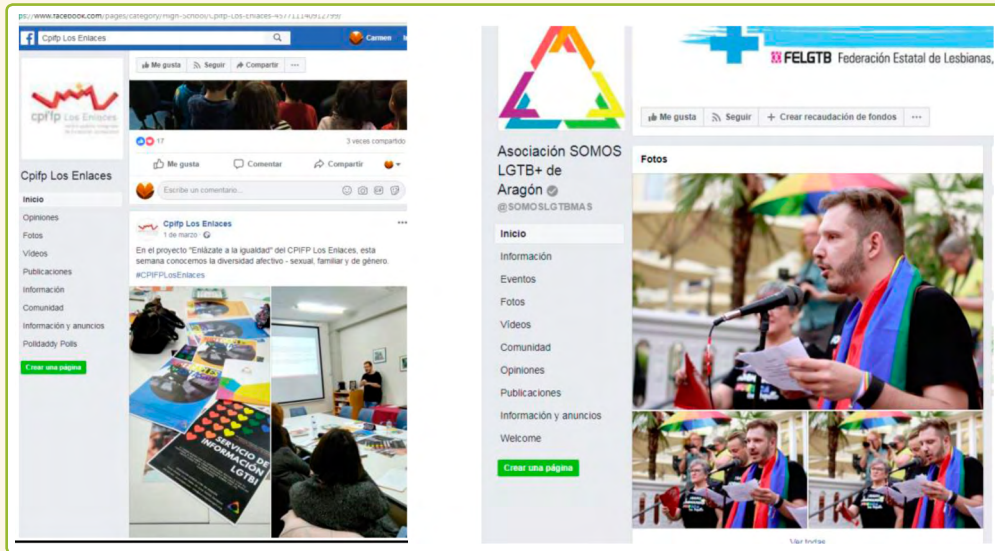 https://www.facebook.com/pages/category/High-School/Cpifp-Los-Enlaces-457711140912799/
Cpifp Los Enlaces
Carmen
cpifp Los Enlaces
Cpifp Los Enlaces
Inicio
Opiniones
Fotos
Vídeos
Publicaciones
Información
Comunidad
Información y anuncios
Polldaddy Polls
Crear una página
Me gusta Seguir Compartir ...
17
3 veces compartido
Me gusta Comentar Compartir
Escribe un comentario...
Cpifp Los Enlaces
1 de marzo
En el proyecto "Enlázate a la igualdad" del CPIFP Los Enlaces, esta
semana conocemos la diversidad afectivo - sexual, familiar y de género.
#CPIFPLosEnlaces
SERVICIO DE
INFORMACIÓN
LGTBI
Asociación SOMOS
LGTB+ de
Aragón
@SOMOSLGTBMAS
Inicio
Información
Eventos
Fotos
Vídeos
Comunidad
Opiniones
Publicaciones
Información y anuncios
Welcome
Crear una página
FELGTB Federación Estatal de Lesbianas,
Me gusta Seguir + Crear recaudación de fondos ...
Fotos
Ver todas